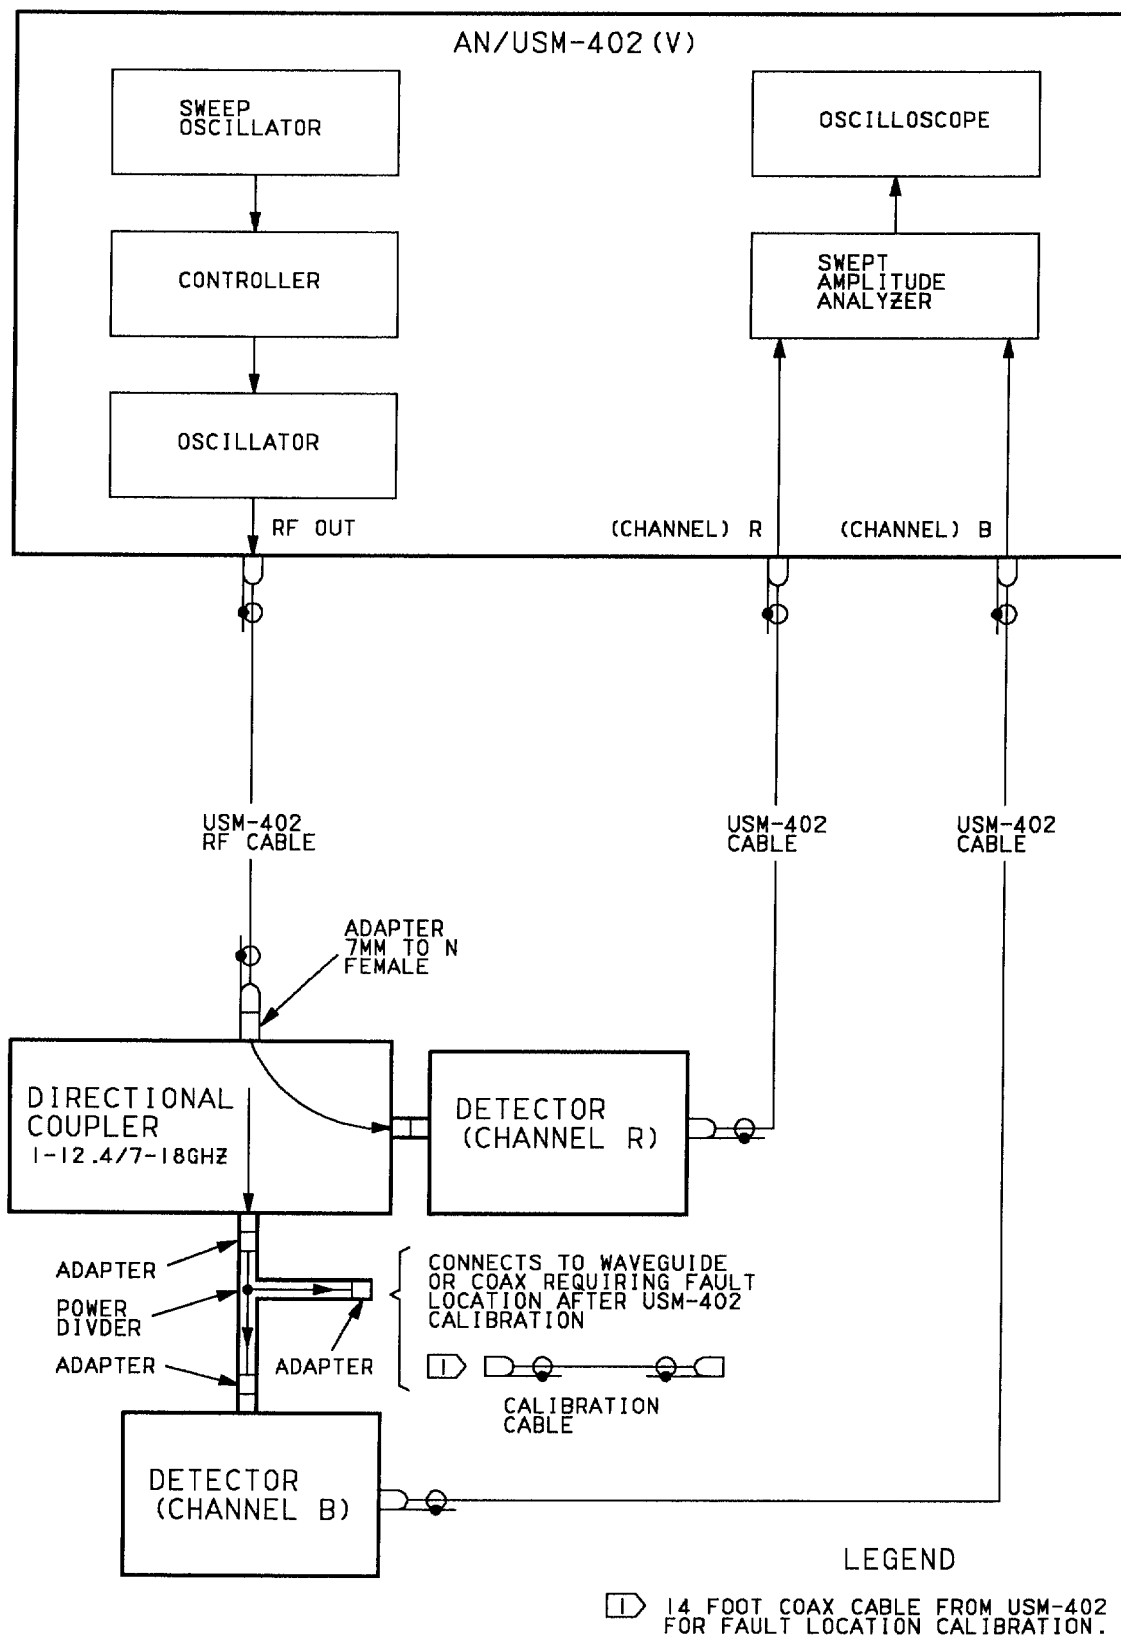 AN/USM-402(V)
SWEEP
OSCILLATOR
OSCILLOSCOPE
CONTROLLER
SWEPT
AMPLITUDE
ANALYZER
OSCILLATOR
RF OUT
(CHANNEL) R
(CHANNEL) B
USM-402
RF CABLE
USM-402
CABLE
USM-402
CABLE
ADAPTER
7MM TO N
FEMALE
DIRECTIONAL
COUPLER
1-12.4/7-18GHZ
DETECTOR
(CHANNEL R)
ADAPTER
POWER
DIVDER
ADAPTER
ADAPTER
CONNECTS TO WAVEGUIDE
OR COAX REQUIRING FAULT
LOCATION AFTER USM-402
CALIBRATION
1
CALIBRATION
CABLE
DETECTOR
(CHANNEL B)
LEGEND
1 14 FOOT COAX CABLE FROM USM-402
FOR FAULT LOCATION CALIBRATION.